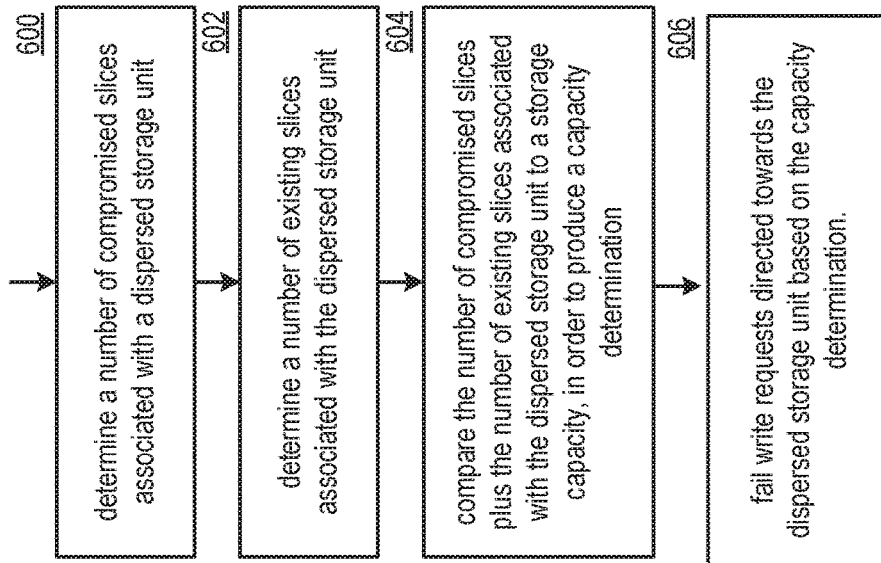 600
determine a number of compromised slices
associated with a dispersed storage unit
602
determine a number of existing slices
associated with the dispersed storage unit
604
compare the number of compromised slices
plus the number of existing slices associated
with the dispersed storage unit to a storage
capacity, in order to produce a capacity
determination
606
fail write requests directed towards the
dispersed storage unit based on the capacity
determination.